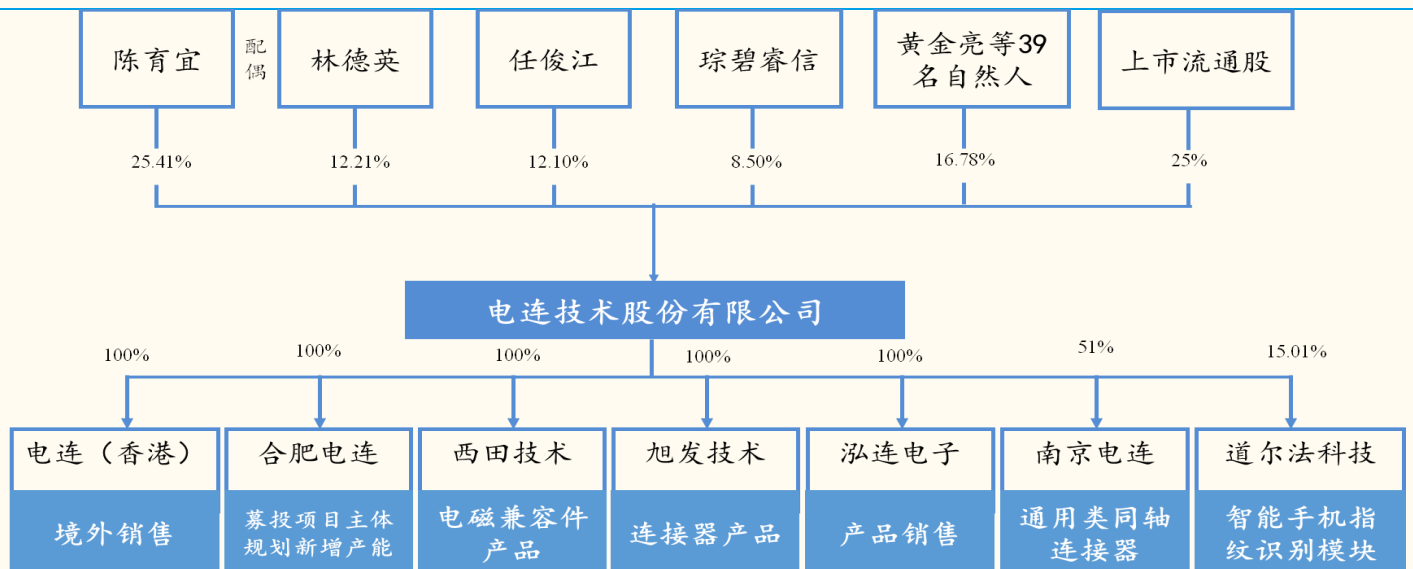 陈育宜
配
偶
林德英
任俊江
琮碧睿信
黄金亮等39
名自然人
上市流通股
25.41%
12.21%
12.10%
8.50%
16.78%
25%
电连技术股份有限公司
100%
100%
100%
100%
100%
51%
15.01%
电连（香港）
合肥电连
西田技术
旭发技术
泓连电子
南京电连
道尔法科技
境外销售
募投项目主体
规划新增产能
电磁兼容件
产品
连接器产品
产品销售
通用类同轴
连接器
智能手机指
纹识别模块